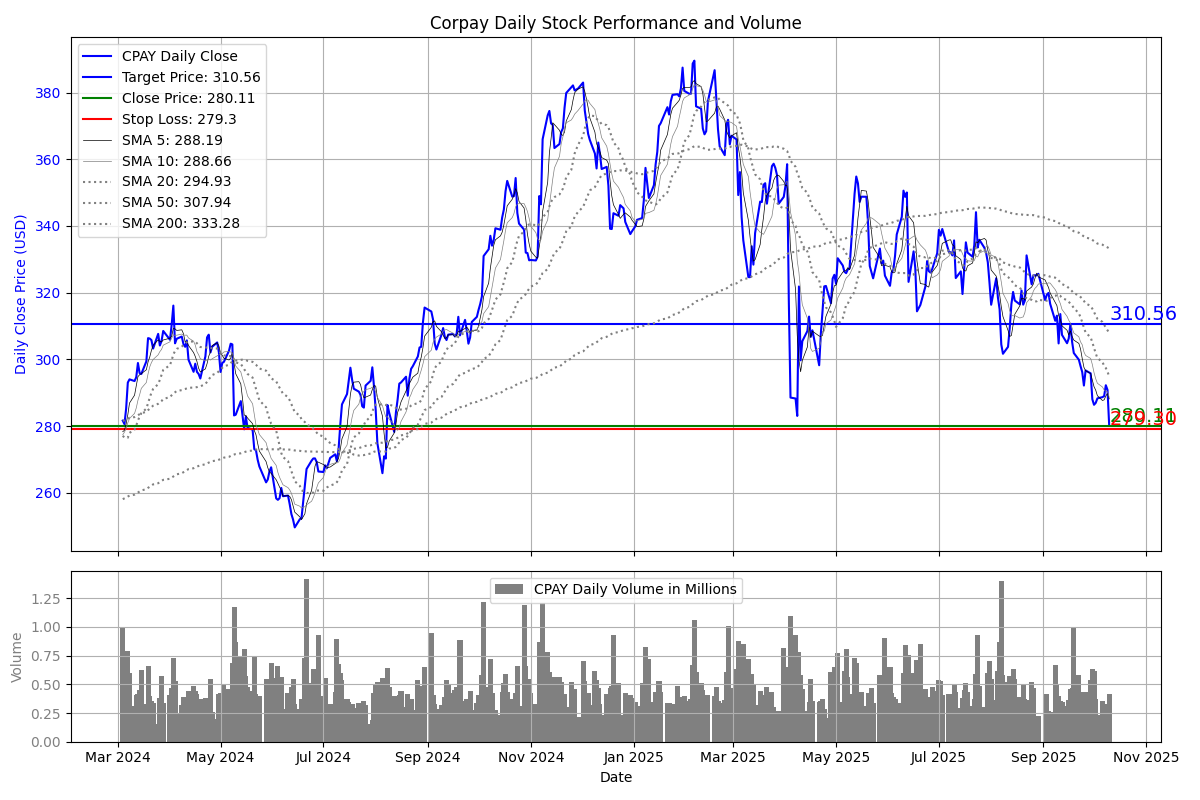 Corpay Daily Stock Performance and Volume
CPAY Daily Close
Target Price: 310.56
Close Price: 280.11
Stop Loss: 279.3
SMA 5: 288.19
SMA 10: 288.66
SMA 20: 294.93
SMA 50: 307.94
SMA 200: 333.28
Daily Close Price (USD)
380
360
340
320
300
280
260
310.56
280.11
279.30
CPAY Daily Volume in Millions
Volume
1.25
1.00
0.75
0.50
0.25
0.00
Mar 2024 May 2024 Jul 2024 Sep 2024 Nov 2024 Jan 2025 Mar 2025 May 2025 Jul 2025 Sep 2025 Nov 2025
Date